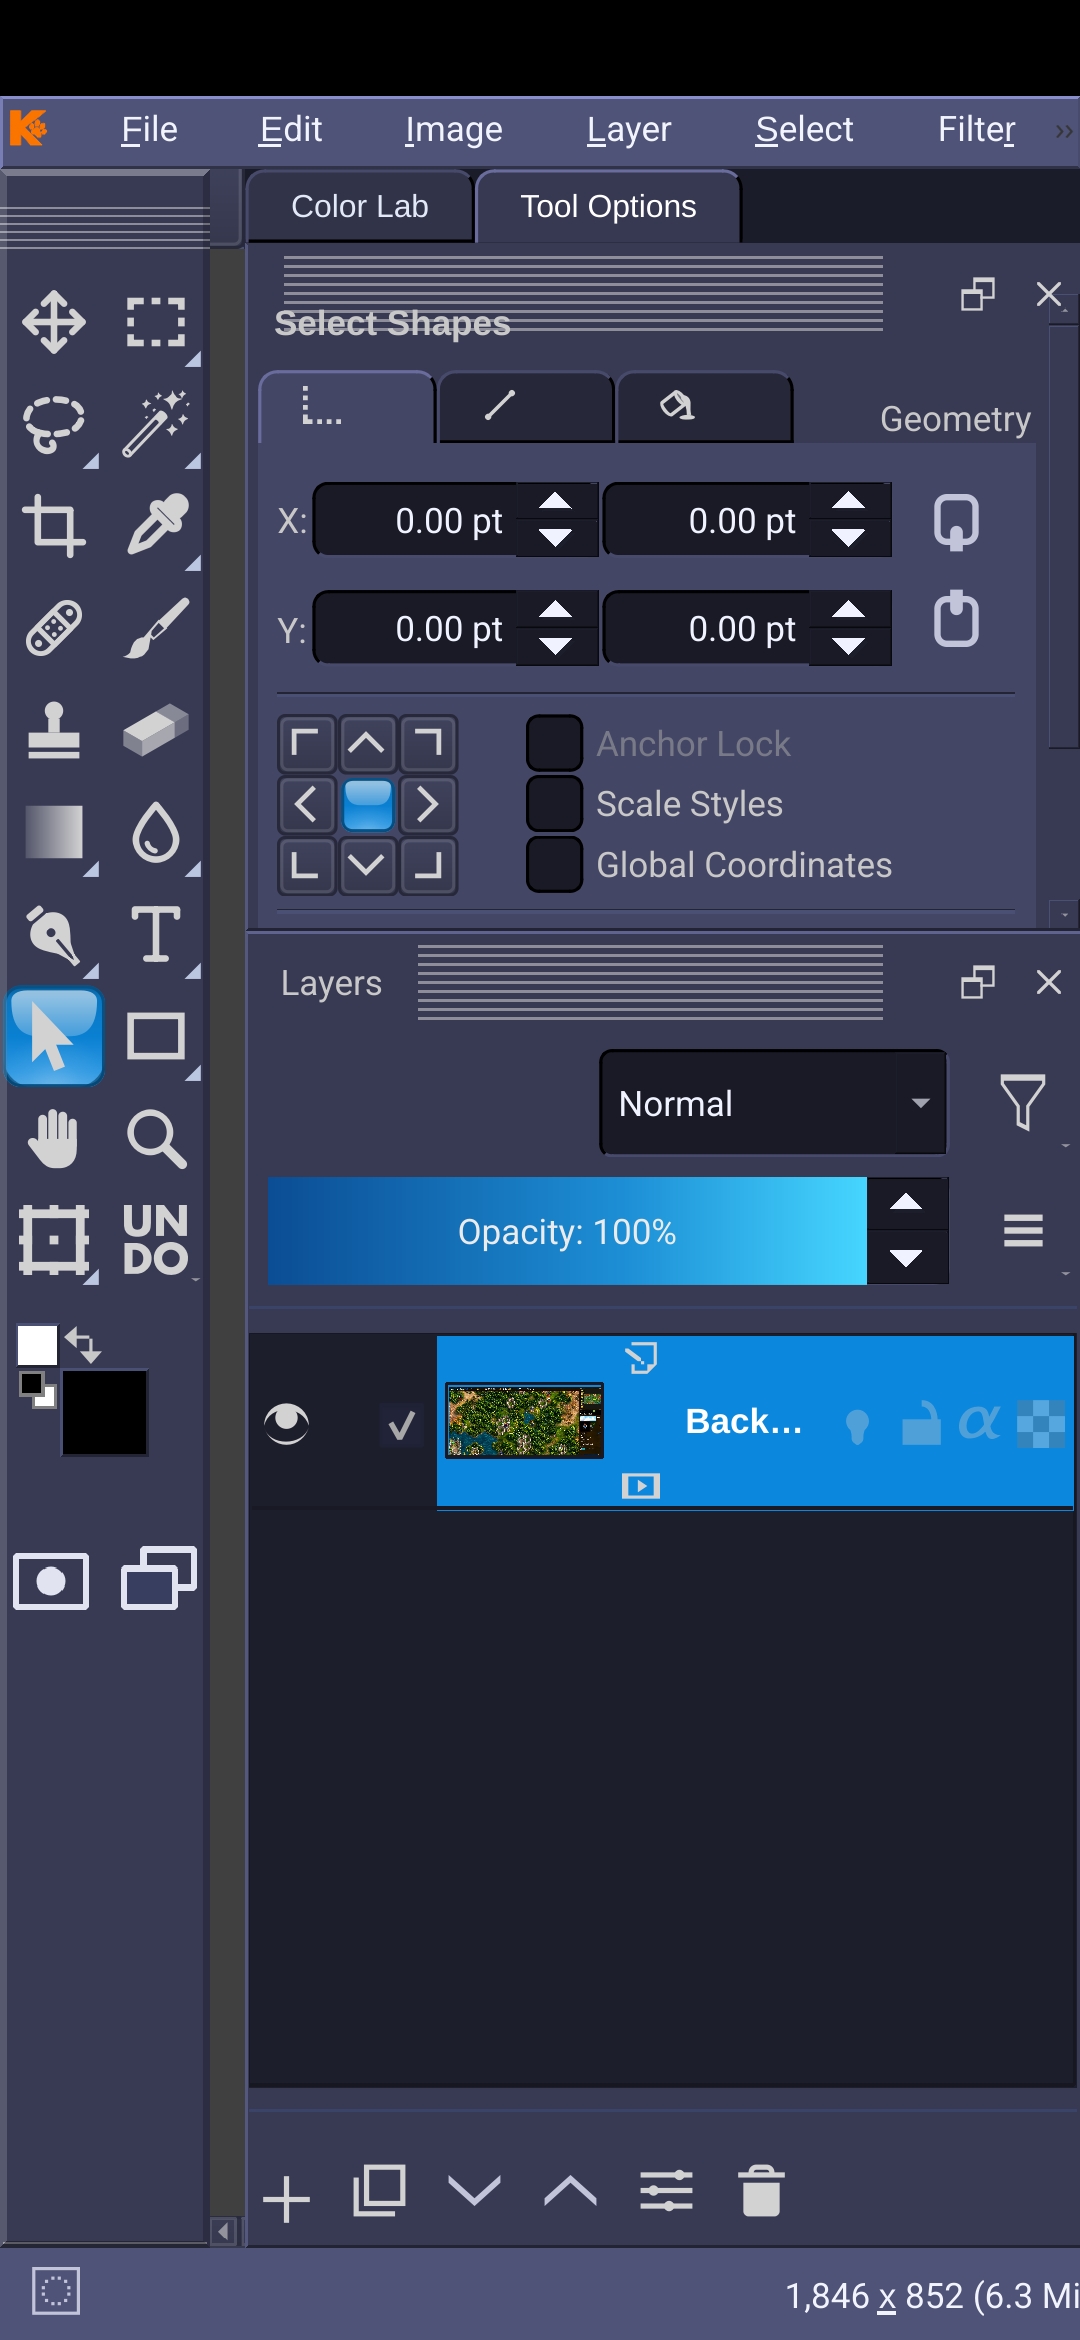 File Edit Image Layer Select Filter »
Color Lab Tool Options
Select Shapes
Geometry
X: 0.00 pt 0.00 pt
Y: 0.00 pt 0.00 pt
Anchor Lock
Scale Styles
Global Coordinates
Layers
Normal
Opacity: 100%
T
UN
DO
Back... α
1,846 x 852 (6.3 Mi